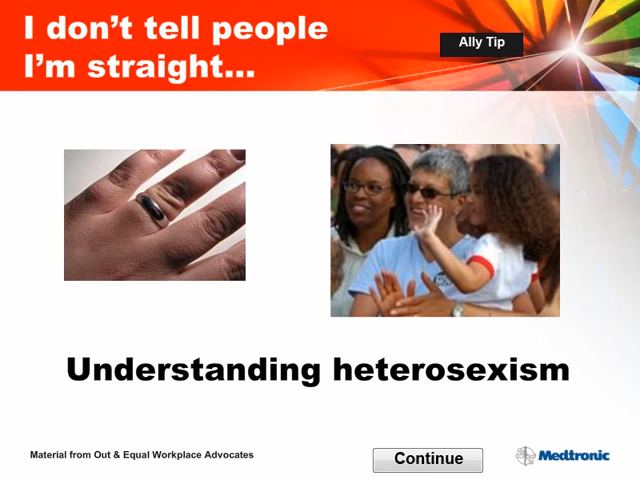 I don’t tell people
I’m straight...
Ally Tip
Understanding heterosexism
Material from Out & Equal Workplace Advocates
Continue
Medtronic